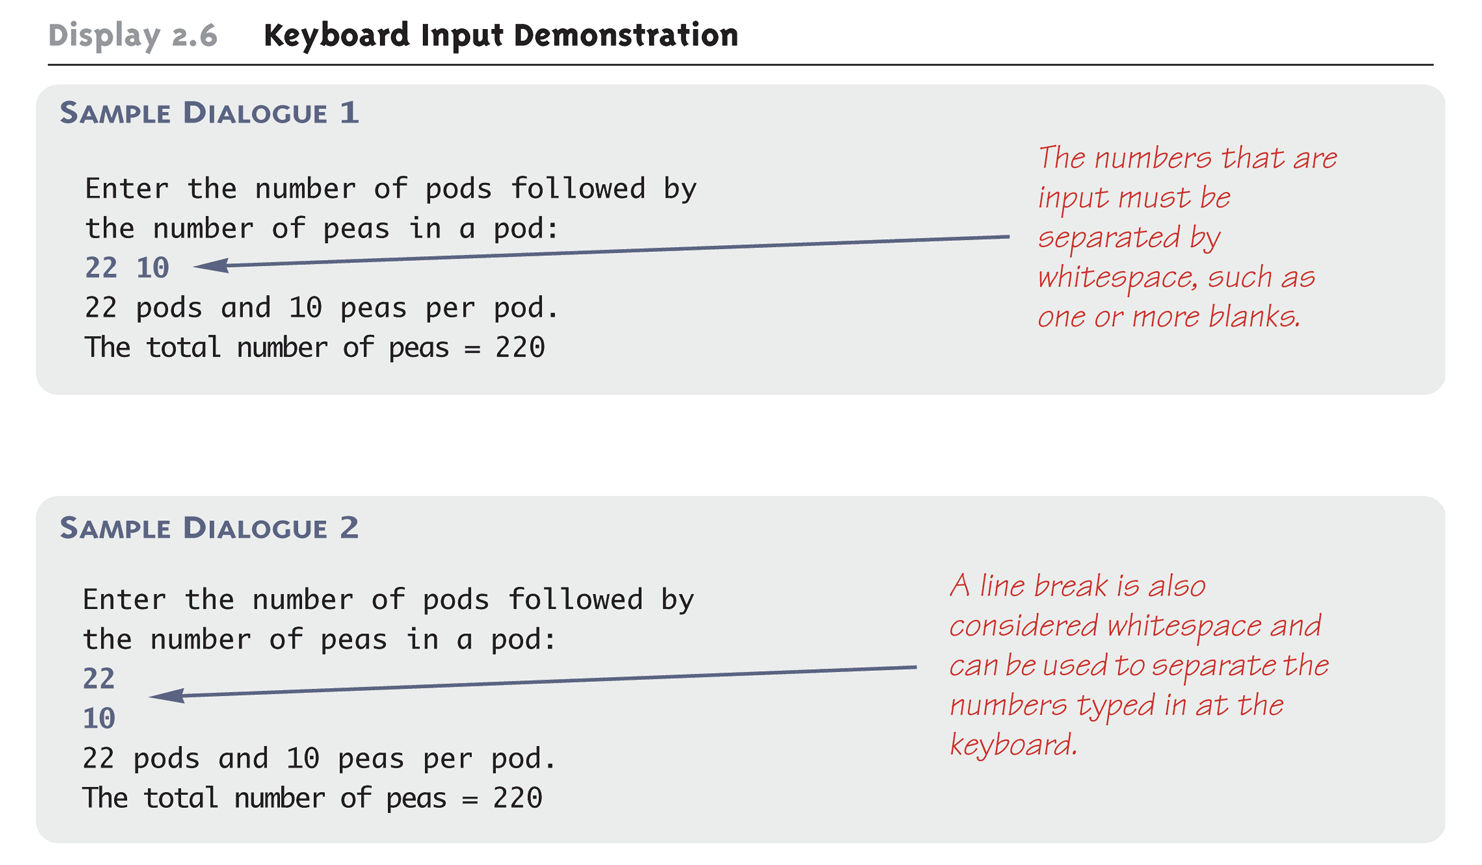 Display 2.6 Keyboard Input Demonstration
SAMPLE DIALOGUE 1
Enter the number of pods followed by
the number of peas in a pod:
22 10
22 pods and 10 peas per pod.
The total number of peas = 220
The numbers that are
input must be
separated by
whitespace, such as
one or more blanks.
SAMPLE DIALOGUE 2
Enter the number of pods followed by
the number of peas in a pod:
22
10
22 pods and 10 peas per pod.
The total number of peas = 220
A line break is also
considered whitespace and
can be used to separate the
numbers typed in at the
keyboard.